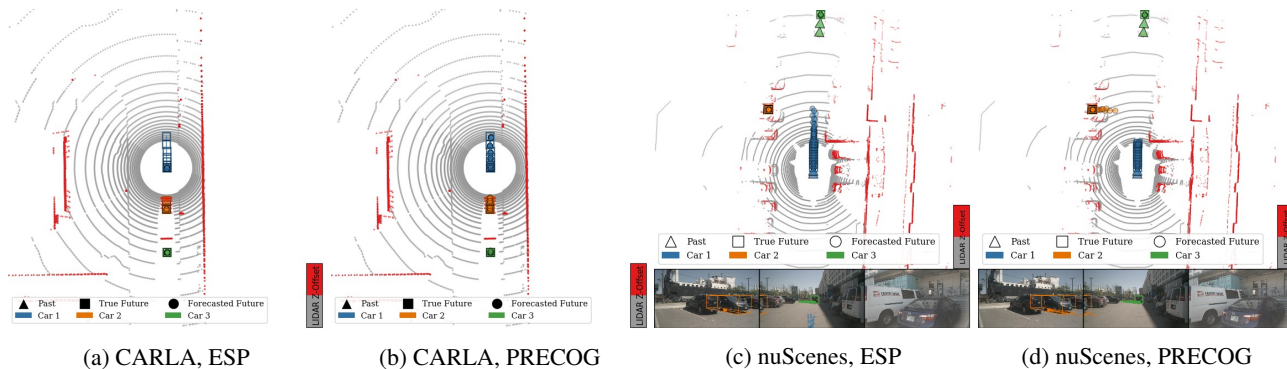 LIDAR Z-Offset
LIDAR Z-Offset
LIDAR Z-Offset
LIDAR Z-Offset
Past True Future Forecasted Future
Car 1 Car 2 Car 3
Past True Future Forecasted Future
Car 1 Car 2 Car 3
Past True Future Forecasted Future
Car 1 Car 2 Car 3
Past True Future Forecasted Future
Car 1 Car 2 Car 3
(a) CARLA, ESP
(b) CARLA, PRECOG
(c) nuScenes, ESP
(d) nuScenes, PRECOG